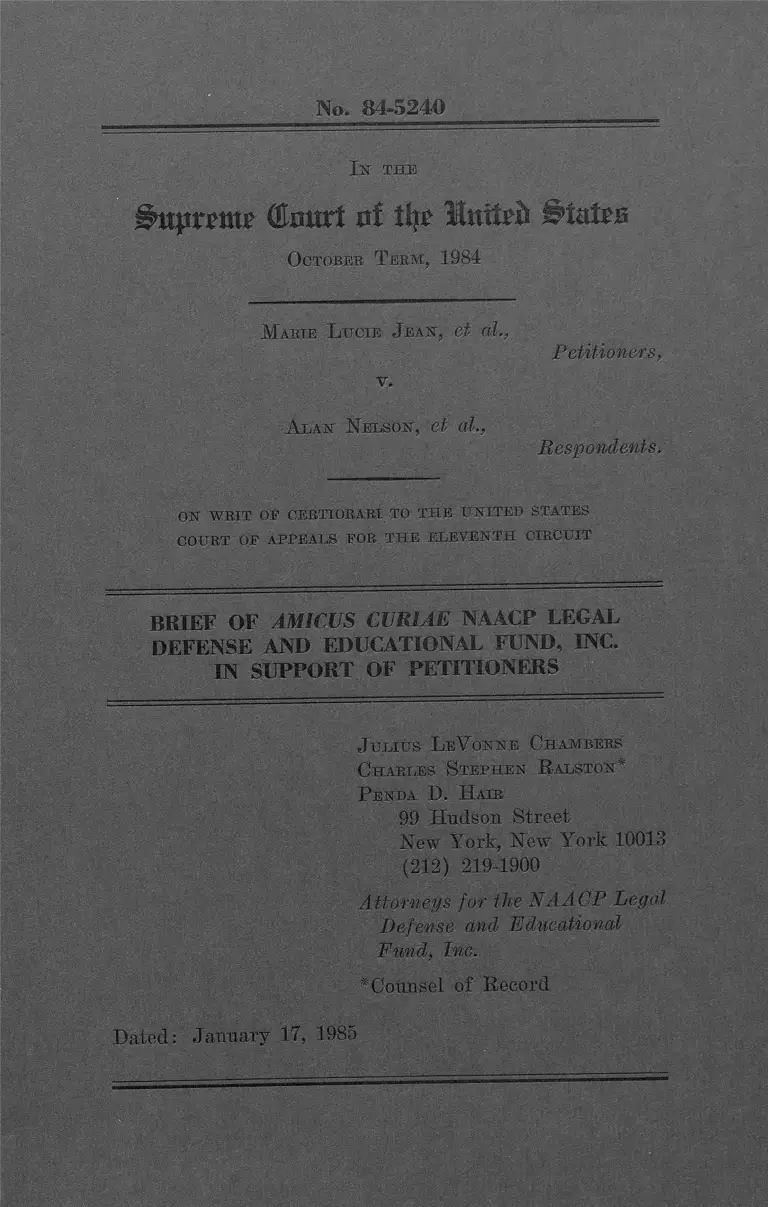 No. 84-5240
IN THE
Supreme Court of the United States
OCTOBER TERM, 1984
MARIE LUCIE JEAN, et al.,
Petitioners,
v.
ALAN NELSON, et al.,
Respondents.
ON WRIT OF CERTIORARI TO THE UNITED STATES
COURT OF APPEALS FOR THE ELEVENTH CIRCUIT
BRIEF OF AMICUS CURIAE NAACP LEGAL
DEFENSE AND EDUCATIONAL FUND, INC.
IN SUPPORT OF PETITIONERS
JULIUS LEVONNE CHAMBERS
CHARLES STEPHEN RALSTON*
PENDA D. HAIR
99 Hudson Street
New York, New York 10013
(212) 219-1900
Attorneys for the NAACP Legal
Defense and Educational
Fund, Inc.
*Counsel of Record
Dated: January 17, 1985